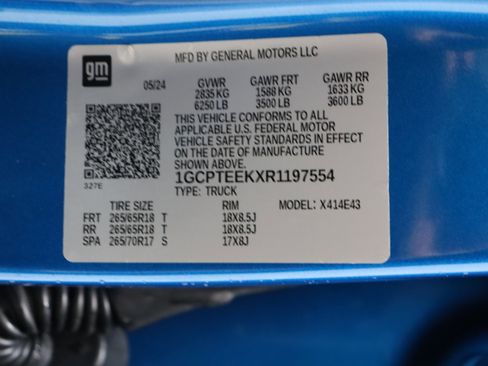 gm
MFD BY GENERAL MOTORS LLC
05/24 GVWR GAWR FRT GAWR RR
2835 KG 1588 KG 1633 KG
6250 LB 3500 LB 3600 LB
THIS VEHICLE CONFORMS TO ALL
APPLICABLE U.S. FEDERAL MOTOR
VEHICLE SAFETY STANDARDS IN EFFECT
ON THE DATE OF MANUFACTURE
SHOWN ABOVE.
327E
1GCPTEEKXR1197554
TYPE: TRUCK MODEL: X414E43
TIRE SIZE RIM
FRT 265/65R18 T 18X8.5J
RR 265/65R18 T 18X8.5J
SPA 265/70R17 S 17X8J